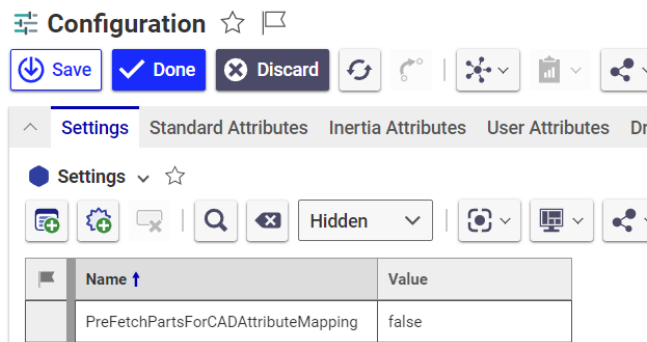 Configuration
Save Done Discard
Settings Standard Attributes Inertia Attributes User Attributes
Settings
Hidden
Name Value
PreFetchPartsForCADAttributeMapping false